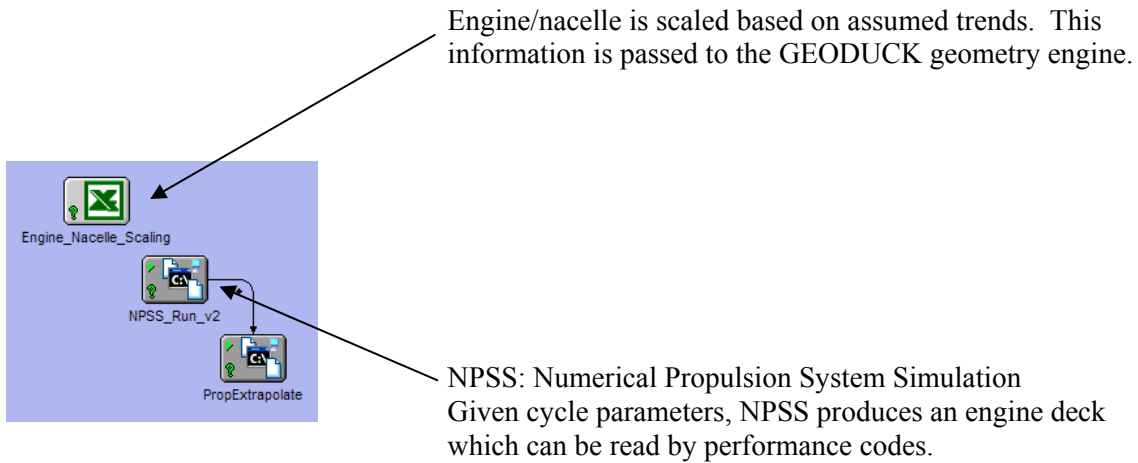 Engine/nacelle is scaled based on assumed trends.  This
information is passed to the GEODUCK geometry engine.
Engine_Nacelle_Scaling
NPSS_Run_v2
PropExtrapolate
NPSS: Numerical Propulsion System Simulation
Given cycle parameters, NPSS produces an engine deck
which can be read by performance codes.